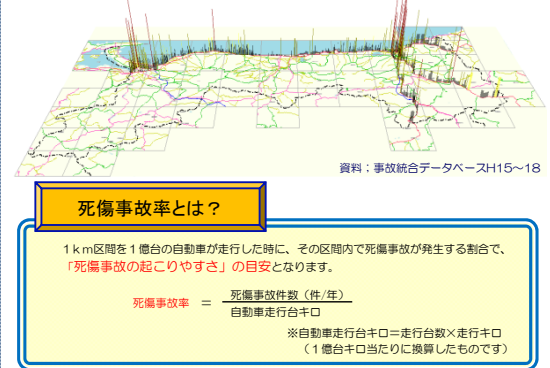 資料；事故統合データベースH15～18
死傷事故率とは？
１ｋｍ区間を１億台の自動車が走行した時に、その区間内で死傷事故が発生する割合で、
「死傷事故の起こりやすさ」の目安となります。
死傷事故率 ＝ 死傷事故件数（件/年）
自動車走行台キロ
※自動車走行台キロ＝走行台数×走行キロ
（１億台キロ当たりに換算したものです）